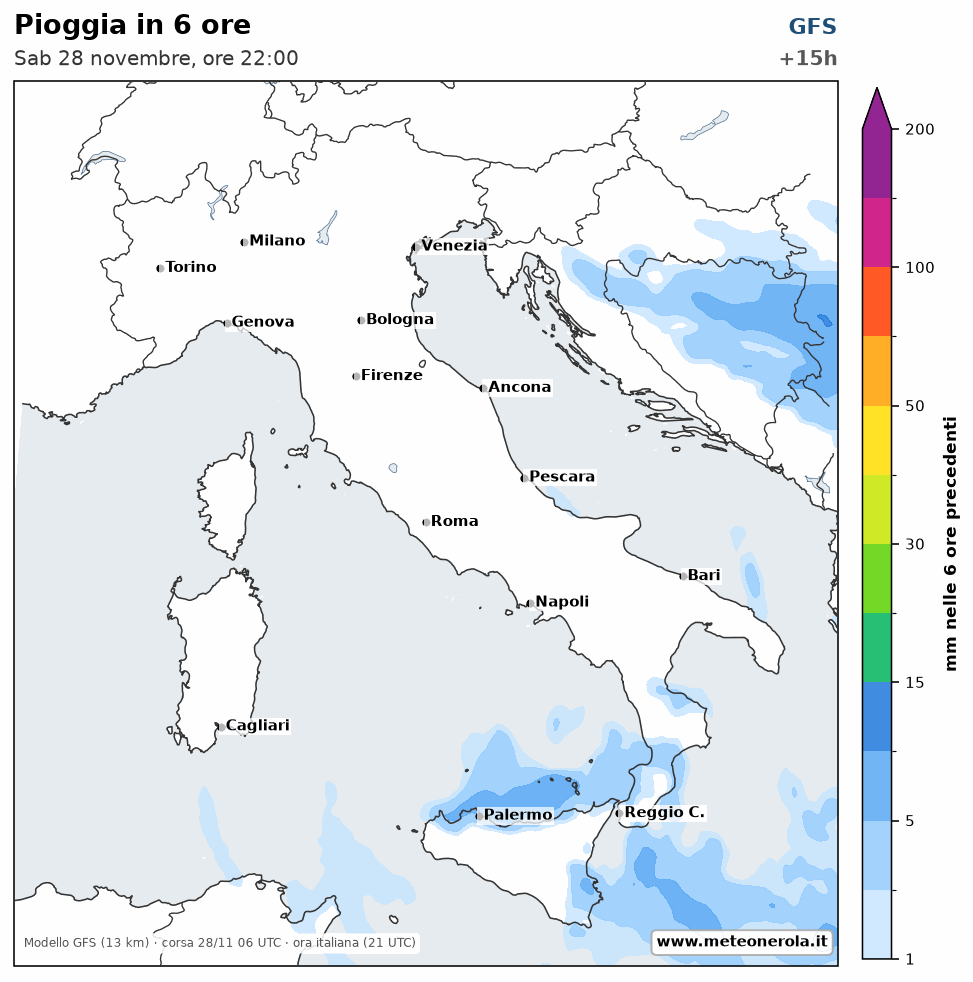 Pioggia in 6 ore
GFS
Sab 28 novembre, ore 22:00
+15h
200
100
50
30
15
5
1
mm nelle 6 ore precedenti
Milano
Venezia
Torino
Genova
Bologna
Firenze
Ancona
Pescara
Roma
Bari
Napoli
Cagliari
Palermo
Reggio C.
Modello GFS (13 km) · corsa 28/11 06 UTC · ora italiana (21 UTC)
www.meteonerola.it